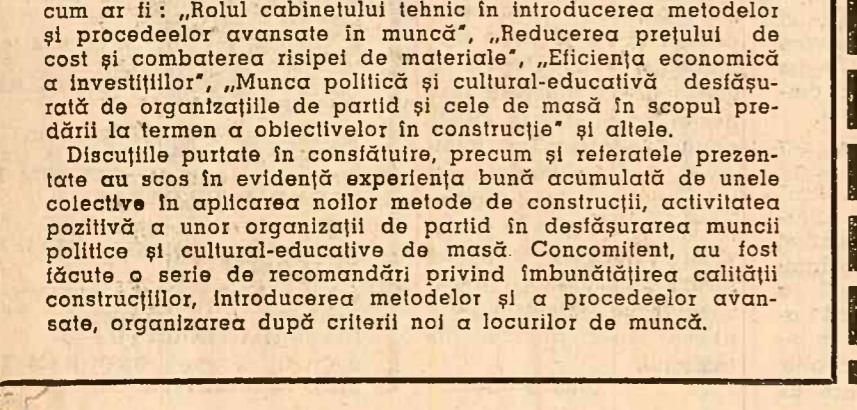 cum ar fi: „Rolul cabinetului tehnic în introducerea metodelor
și procedeelor avansate în muncă", „Reducerea prețului de
cost și combaterea risipei de materiale", „Eficiența economică
a investițiilor", „Munca politică și cultural-educativă desfășu-
rată de organizațiile de partid și cele de masă în scopul pre-
dării la termen a obiectivelor în construcție" și altele.
Discuțiile purtate în consfătuire, precum și referatele prezen-
tate au scos în evidență experiența bună acumulată de unele
colective în aplicarea noilor metode de construcții, activitatea
pozitivă a unor organizații de partid în desfășurarea muncii
politice și cultural-educative de masă. Concomitent, au fost
făcute o serie de recomandări privind îmbunătățirea calității
construcțiilor, introducerea metodelor și a procedeelor avan-
sate, organizarea după criterii noi a locurilor de muncă.